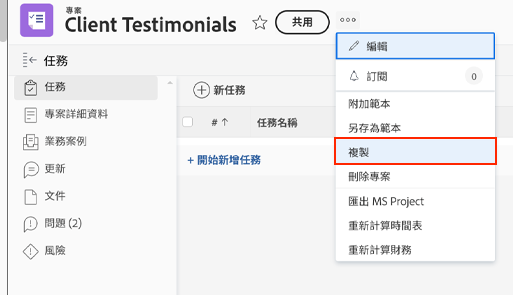 專案
Client Testimonials
共用
任務
任務
專案詳細資料
業務案例
更新
文件
問題 (2)
風險
新任務
# ↑ 任務名稱
+ 開始新增任務
編輯
訂閱 0
附加範本
另存為範本
複製
刪除專案
匯出 MS Project
重新計算時間表
重新計算財務